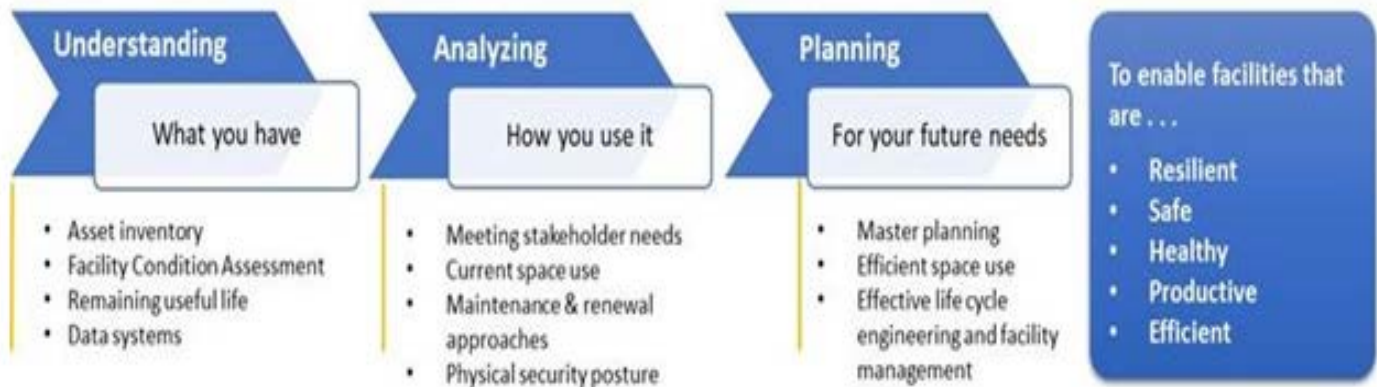 Understanding
What you have
• Asset inventory
• Facility Condition Assessment
• Remaining useful life
• Data systems
Analyzing
How you use it
• Meeting stakeholder needs
• Current space use
• Maintenance & renewal
approaches
• Physical security posture
Planning
For your future needs
• Master planning
• Efficient space use
• Effective life cycle
engineering and facility
management
To enable facilities that
are . . .
• Resilient
• Safe
• Healthy
• Productive
• Efficient